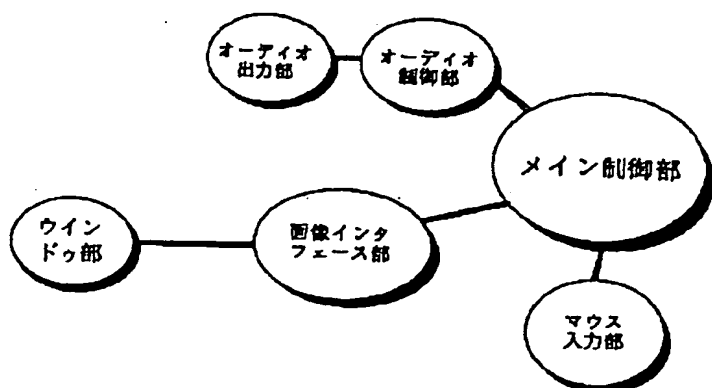 オーディオ
出力部
オーディオ
制御部
メイン制御部
ウイン
ドゥ部
画像インタ
フェース部
マウス
入力部